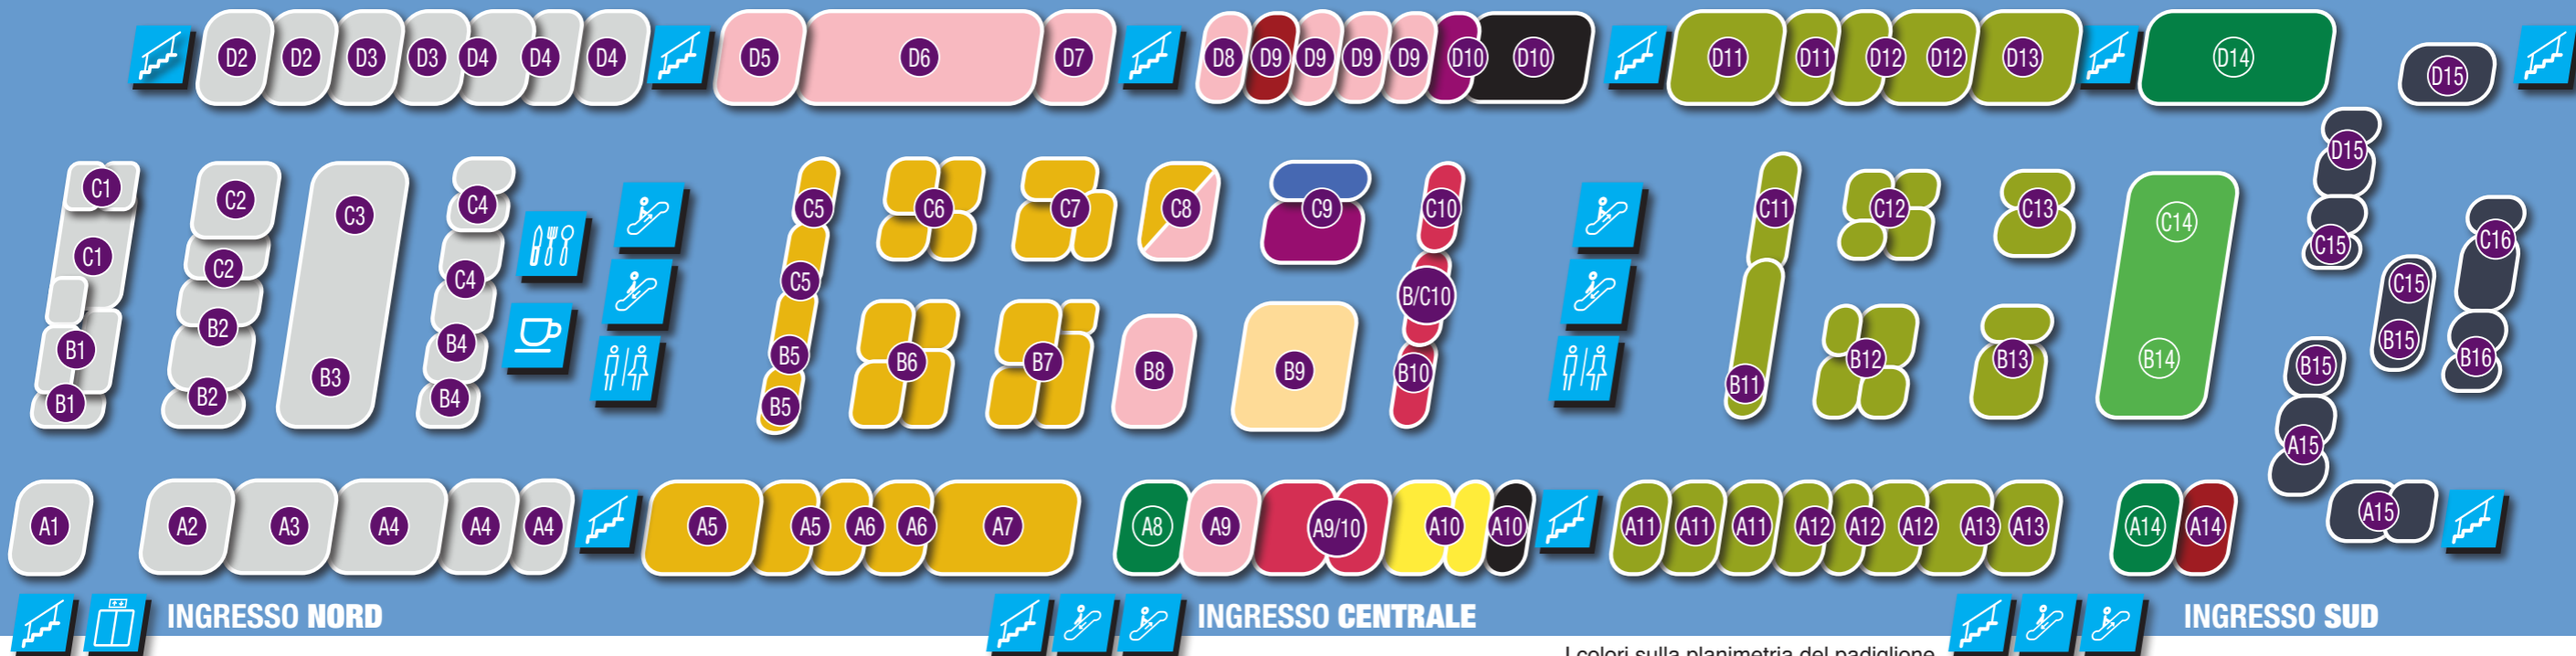 D2 D2 D3 D3 D4 D4 D4 D5 D6 D7 D8 D9 D9 D9 D9 D10 D10 D11 D11 D12 D12 D13 D14 D15
D15
C1 C2 C3 C4 C5 C6 C7 C8 C9 C10 C11 C12 C13 C14 C15 C16
C1 C2 C4 C5 B/C10 C15
B1 B2 B3 B4 B5 B6 B7 B8 B9 B10 B11 B12 B13 B14 B15 B15 B16
B1 B2 B4 B5 A15
A1 A2 A3 A4 A4 A4 A5 A5 A6 A6 A7 A8 A9 A9/10 A10 A10 A11 A11 A11 A12 A12 A12 A13 A13 A14 A14 A15
INGRESSO NORD
INGRESSO CENTRALE
INGRESSO SUD
I colori sulla planimetria del padiglione